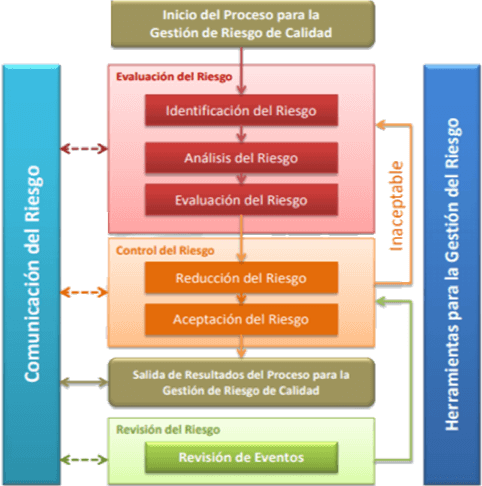 Inicio del Proceso para la
Gestión de Riesgo de Calidad
Evaluación del Riesgo
Identificación del Riesgo
Análisis del Riesgo
Evaluación del Riesgo
Control del Riesgo
Reducción del Riesgo
Aceptación del Riesgo
Salida de Resultados del Proceso para la
Gestión de Riesgo de Calidad
Revisión del Riesgo
Revisión de Eventos
Comunicación del Riesgo
Inaceptable
Herramientas para la Gestión del Riesgo